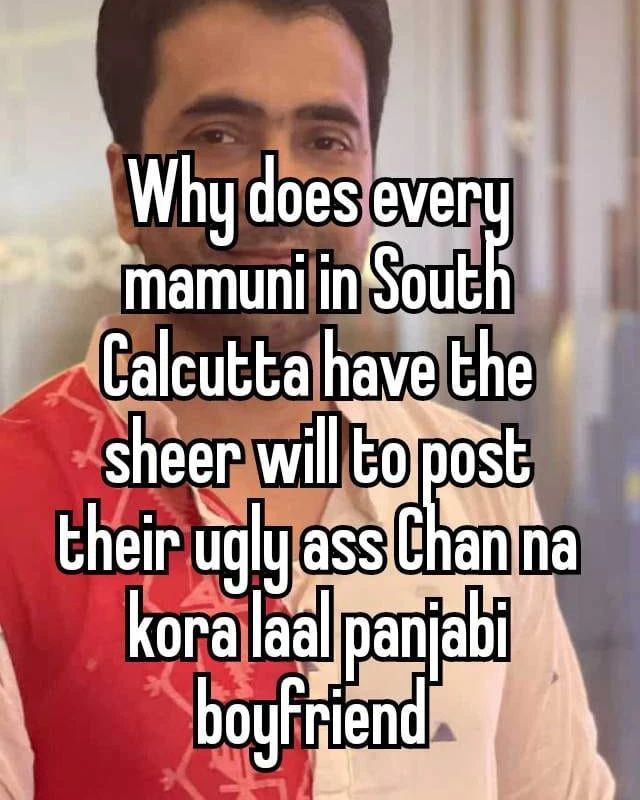 Why does every
mamuni in South
Calcutta have the
sheer will to post
their ugly ass Chan na
kora laal panjabi
boyfriend